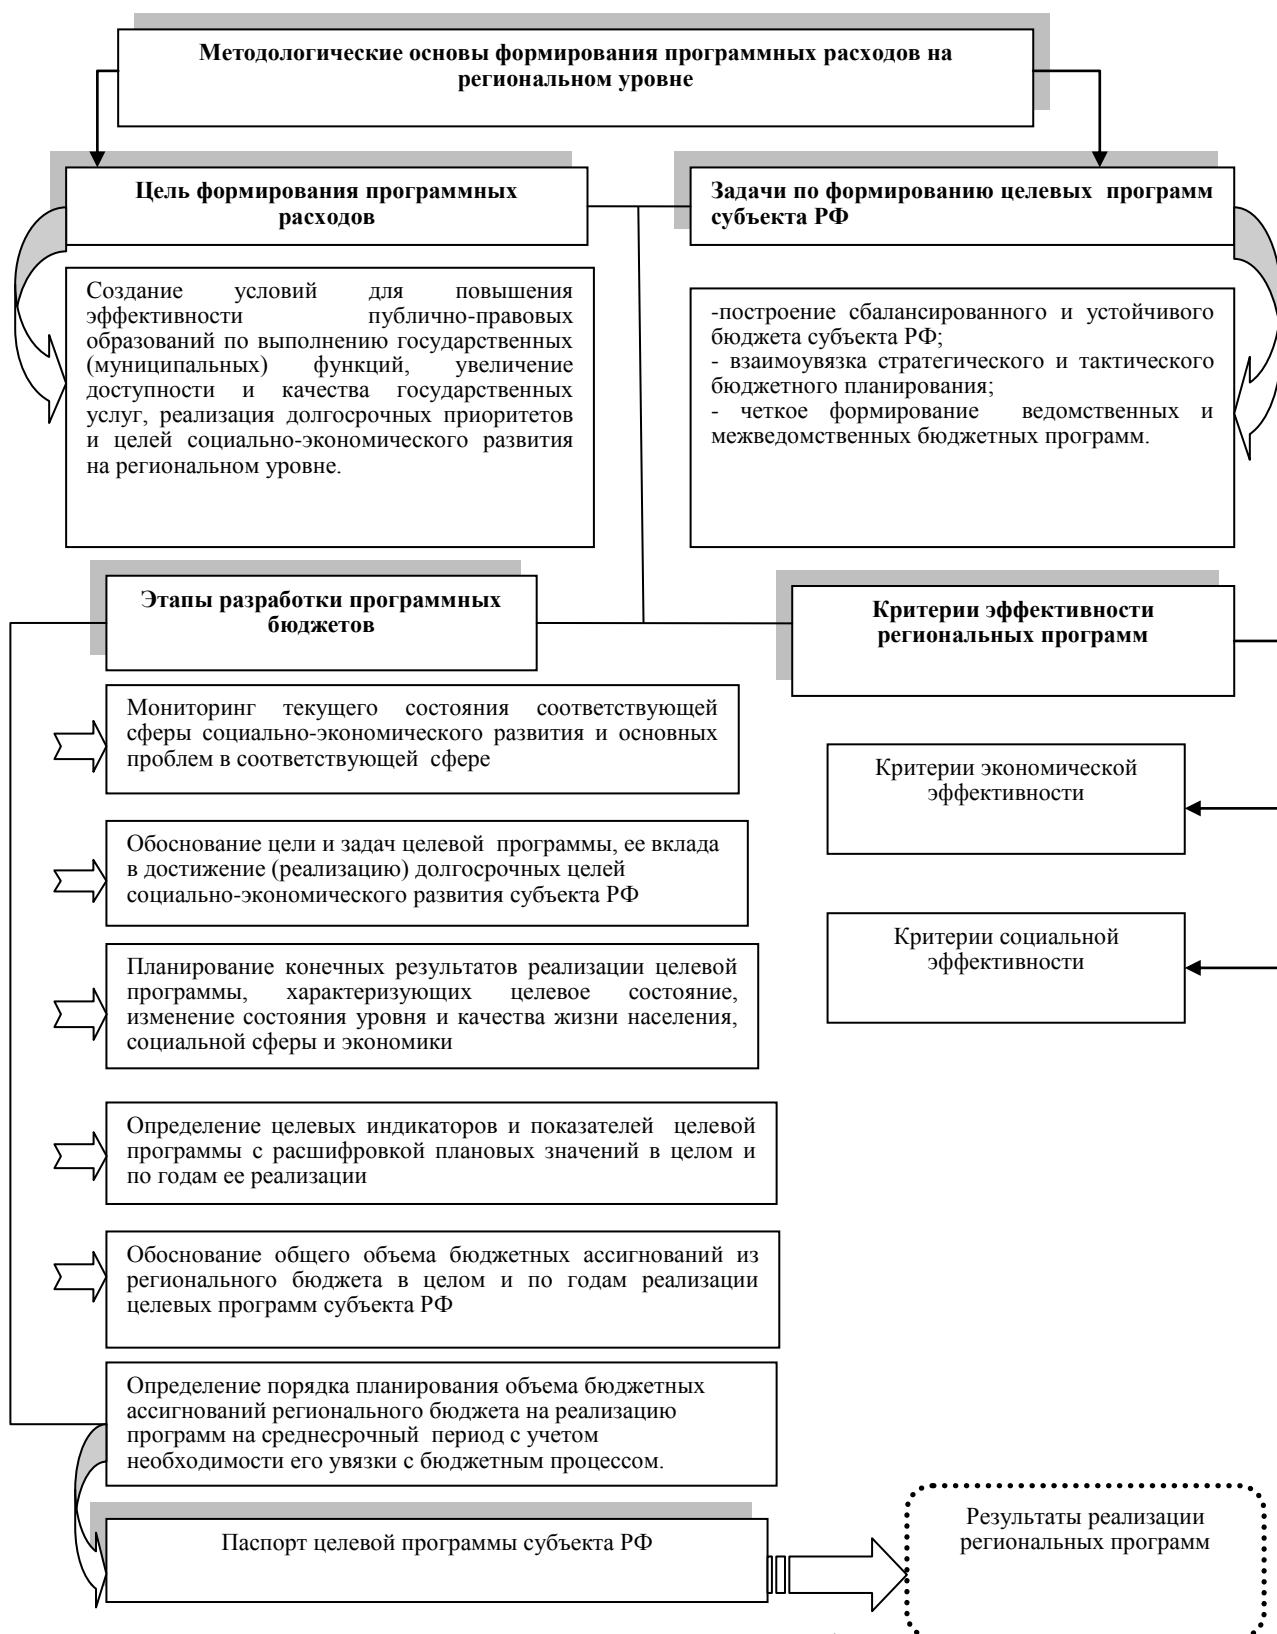 Методологические основы формирования программных расходов на
региональном уровне
Цель формирования программных
расходов
Задачи по формированию целевых программ
субъекта РФ
Создание условий для повышения
эффективности публично-правовых
образований по выполнению государственных
(муниципальных) функций, увеличение
доступности и качества государственных
услуг, реализация долгосрочных приоритетов
и целей социально-экономического развития
на региональном уровне.
-построение сбалансированного и устойчивого
бюджета субъекта РФ;
- взаимоувязка стратегического и тактического
бюджетного планирования;
- четкое формирование ведомственных и
межведомственных бюджетных программ.
Этапы разработки программных
бюджетов
Критерии эффективности
региональных программ
Мониторинг текущего состояния соответствующей
сферы социально-экономического развития и основных
проблем в соответствующей сфере
Критерии экономической
эффективности
Обоснование цели и задач целевой программы, ее вклада
в достижение (реализацию) долгосрочных целей
социально-экономического развития субъекта РФ
Критерии социальной
эффективности
Планирование конечных результатов реализации целевой
программы, характеризующих целевое состояние,
изменение состояния уровня и качества жизни населения,
социальной сферы и экономики
Определение целевых индикаторов и показателей целевой
программы с расшифровкой плановых значений в целом и
по годам ее реализации
Обоснование общего объема бюджетных ассигнований из
регионального бюджета в целом и по годам реализации
целевых программ субъекта РФ
Определение порядка планирования объема бюджетных
ассигнований регионального бюджета на реализацию
программ на среднесрочный период с учетом
необходимости его увязки с бюджетным процессом.
Паспорт целевой программы субъекта РФ
Результаты реализации
региональных программ